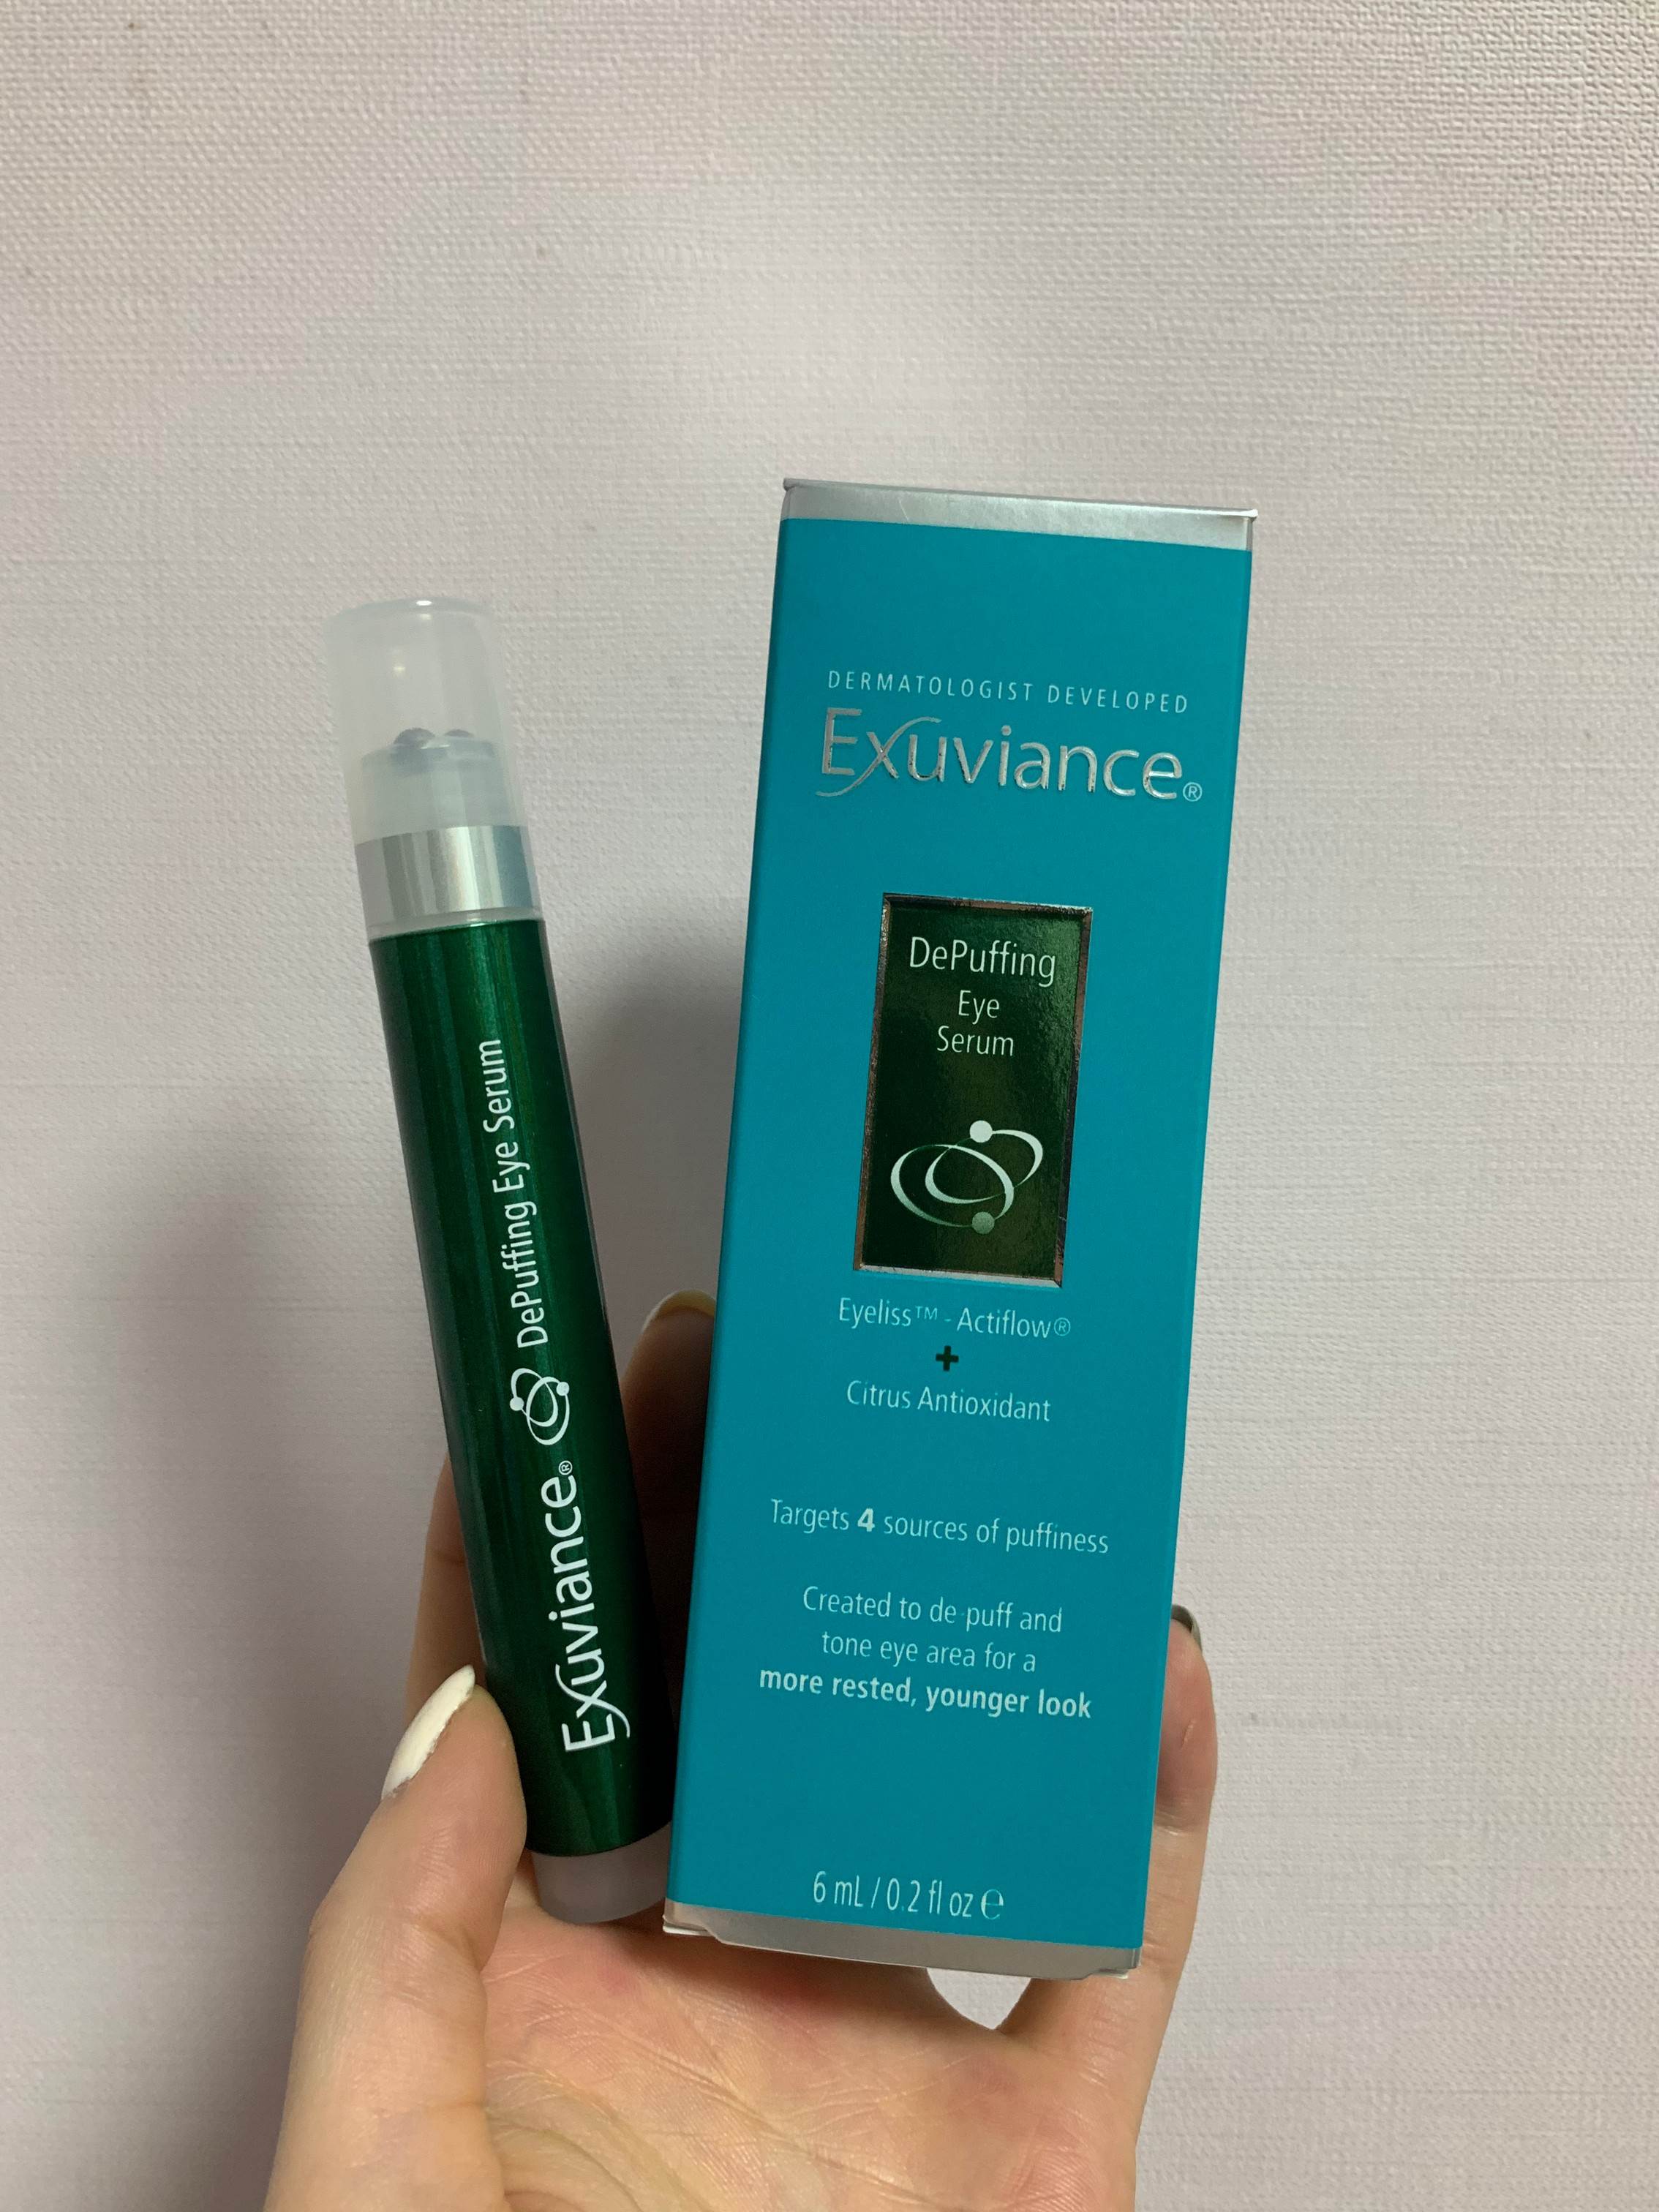 Exuviance® DePuffing Eye Serum
DERMATOLOGIST DEVELOPED
Exuviance®
DePuffing
Eye
Serum
Eyeliss™ - Actiflow®
+
Citrus Antioxidant
Targets 4 sources of puffiness
Created to de-puff and
tone eye area for a
more rested, younger look
6 mL / 0.2 fl oz ℮